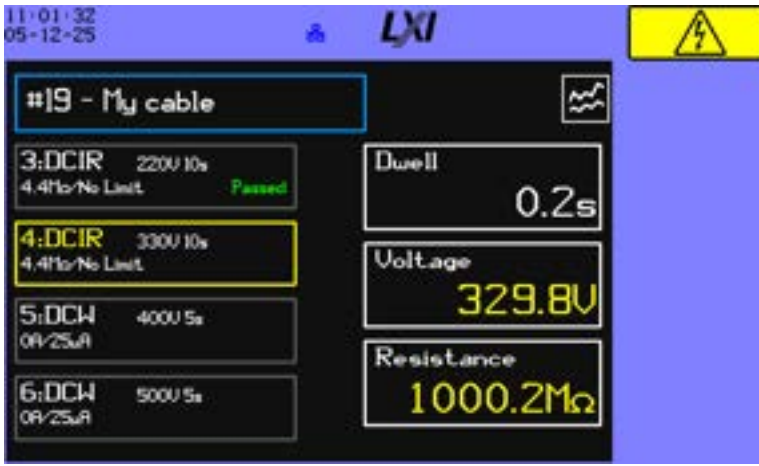 11:01:32
05-12-25
LXI
#19 - My cable
3:DCIR 220V 10s
4.4MΩ/No Limit Passed
4:DCIR 330V 10s
4.4MΩ/No Limit
5:DCW 400V 5s
0A/25uA
6:DCW 500V 5s
0A/25uA
Dwell
0.2s
Voltage
329.8V
Resistance
1000.2MΩ